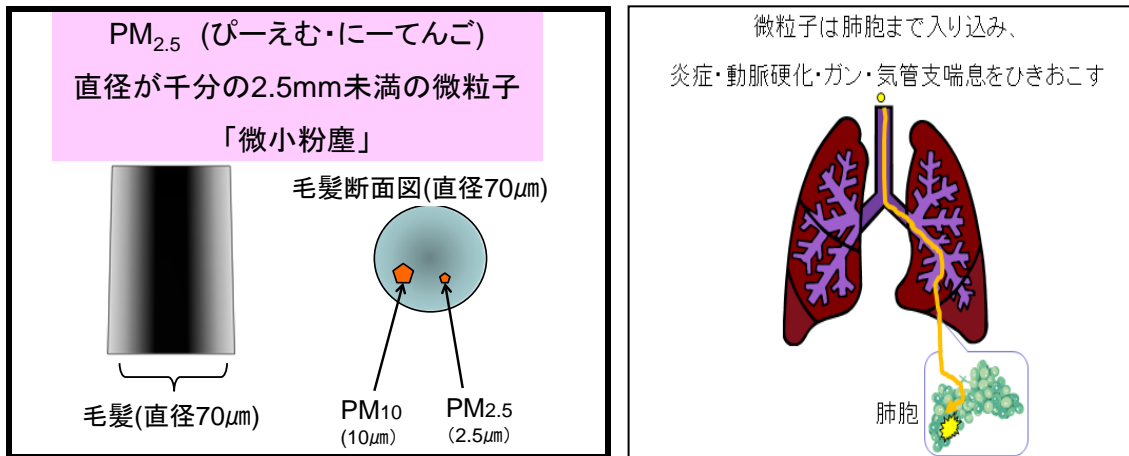 PM2.5 (ぴーえむ・にーてんご)
直径が千分の2.5mm未満の微粒子
「微小粉塵」
毛髪断面図(直径70㎛)
毛髪(直径70㎛)
PM10
(10㎛)
PM2.5
(2.5㎛)
微粒子は肺胞まで入り込み、
炎症・動脈硬化・ガン・気管支喘息をひきおこす
肺胞